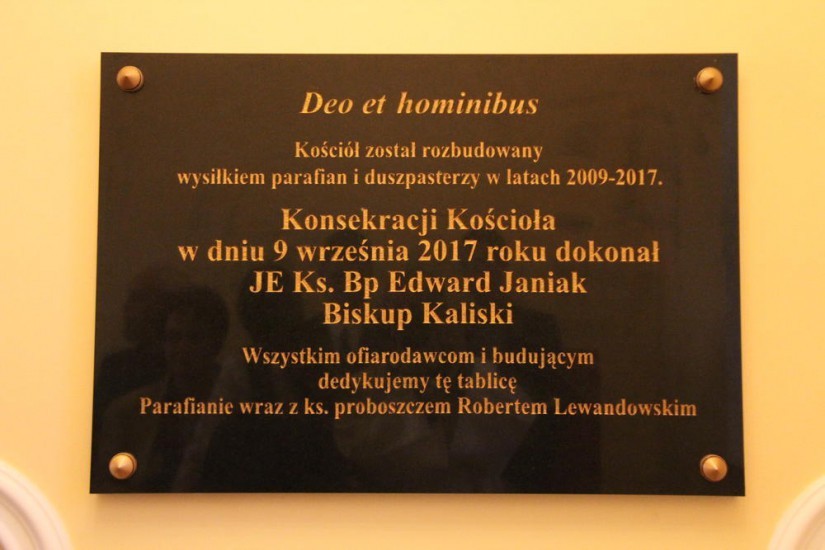 Deo et hominibus
Kościół został rozbudowany
wysiłkiem parafian i duszpasterzy w latach 2009-2017.
Konsekracji Kościoła
w dniu 9 września 2017 roku dokonał
JE Ks. Bp Edward Janiak
Biskup Kaliski
Wszystkim ofiarodawcom i budującym
dedykujemy tę tablicę
Parafianie wraz z ks. proboszczem Robertem Lewandowskim